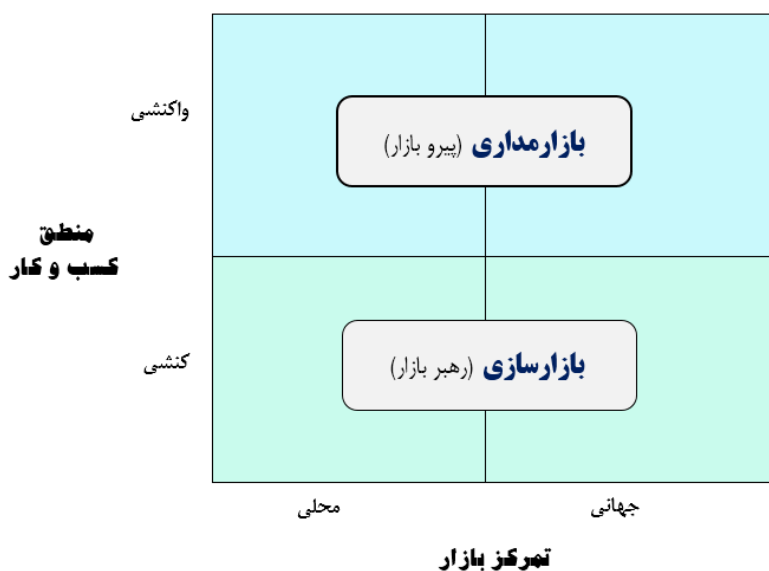 واکنشی
بازارمداری (پیرو بازار)
منطق
کسب و کار
کنشی
بازارسازی (رهبر بازار)
جهانی
محلی
تمرکز بازار